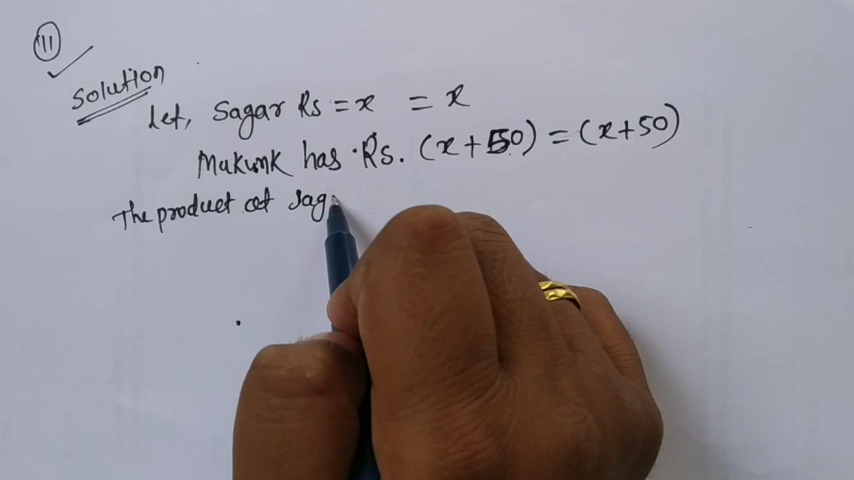 11
Solution
Let, Sagar Rs = x = x
Mukunk has Rs. (x+50) = (x+50)
The product of Sag